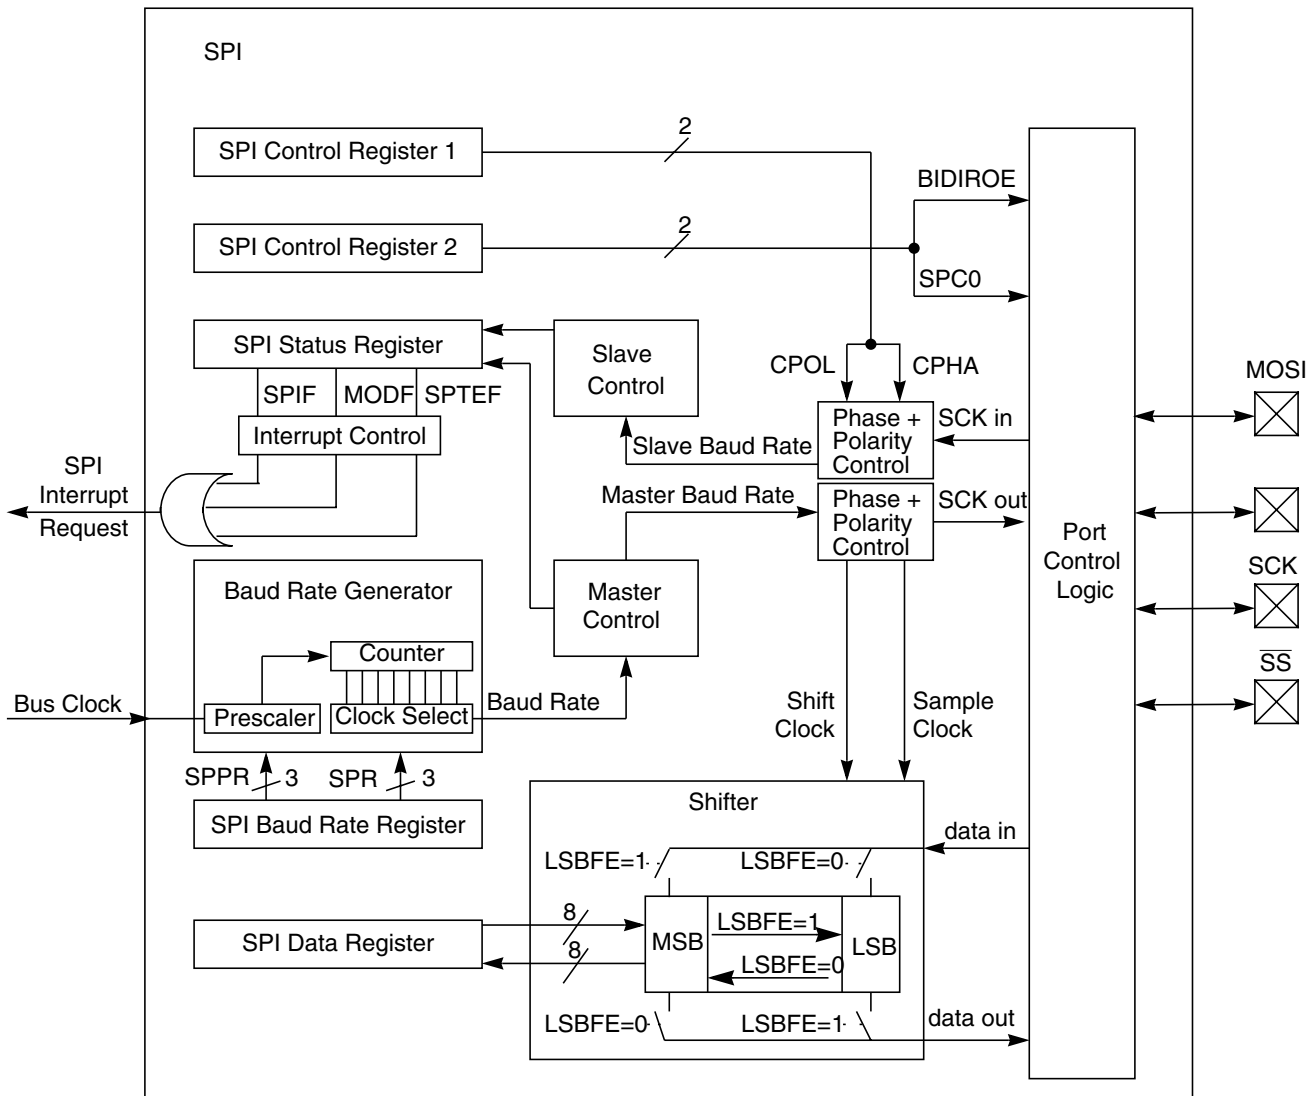 SPI
SPI Control Register 1
2
BIDIROE
SPI Control Register 2
2
SPC0
SPI Status Register
Slave
Control
CPOL
CPHA
MOSI
SPIF
MODF
SPTEF
Interrupt Control
Phase +
Polarity
Control
SCK in
Slave Baud Rate
SPI
Interrupt
Request
Master Baud Rate
Phase +
Polarity
Control
SCK out
Port
Control
Logic
SCK
Baud Rate Generator
Master
Control
Counter
SS
Bus Clock
Prescaler
Clock Select
Baud Rate
Shift
Clock
Sample
Clock
SPPR
3
SPR
3
SPI Baud Rate Register
Shifter
data in
LSBFE=1
LSBFE=0
8
SPI Data Register
8
MSB
LSBFE=1
LSBFE=0
LSB
LSBFE=0
LSBFE=1
data out